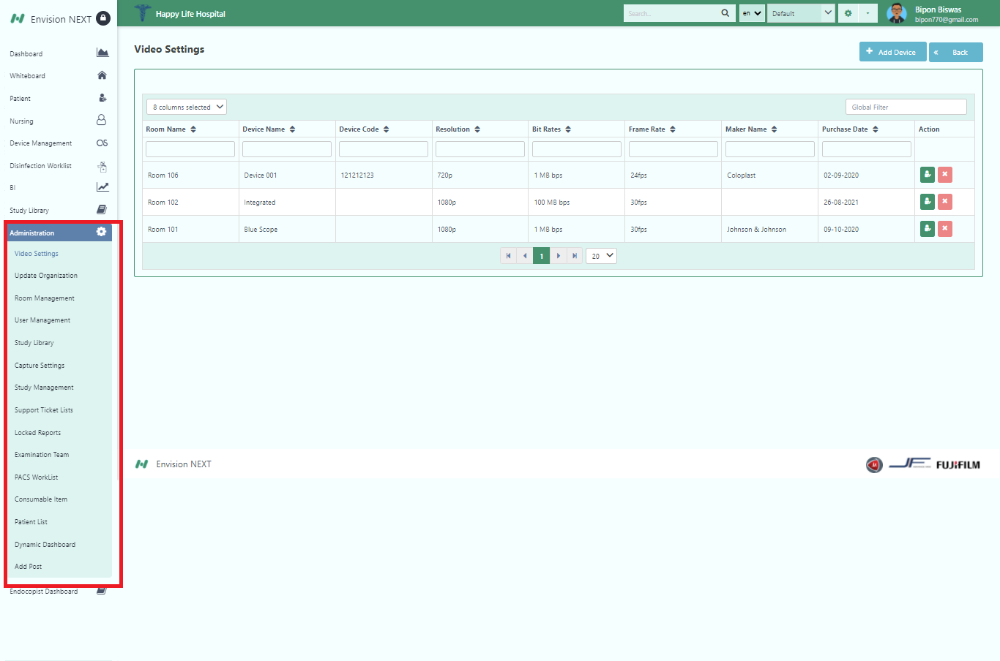 Envision NEXT
Happy Life Hospital
Search...
en
Default
Bipon Biswas
bipon770@gmail.com
Dashboard
Whiteboard
Patient
Nursing
Device Management
Disinfection Worklist
BI
Study Library
Administration
Video Settings
Update Organization
Room Management
User Management
Study Library
Capture Settings
Study Management
Support Ticket Lists
Locked Reports
Examination Team
PACS WorkList
Consumable Item
Patient List
Dynamic Dashboard
Add Post
Endocopist Dashboard
Video Settings
+ Add Device
« Back
8 columns selected
Global Filter
Room Name Device Name Device Code Resolution Bit Rates Frame Rate Maker Name Purchase Date Action
Room 106 Device 001 121212123 720p 1 MB bps 24fps Coloplast 02-09-2020
Room 102 Integrated 1080p 100 MB bps 30fps 26-08-2021
Room 101 Blue Scope 1080p 1 MB bps 30fps Johnson & Johnson 09-10-2020
1 20
Envision NEXT
M JF FUJIFILM